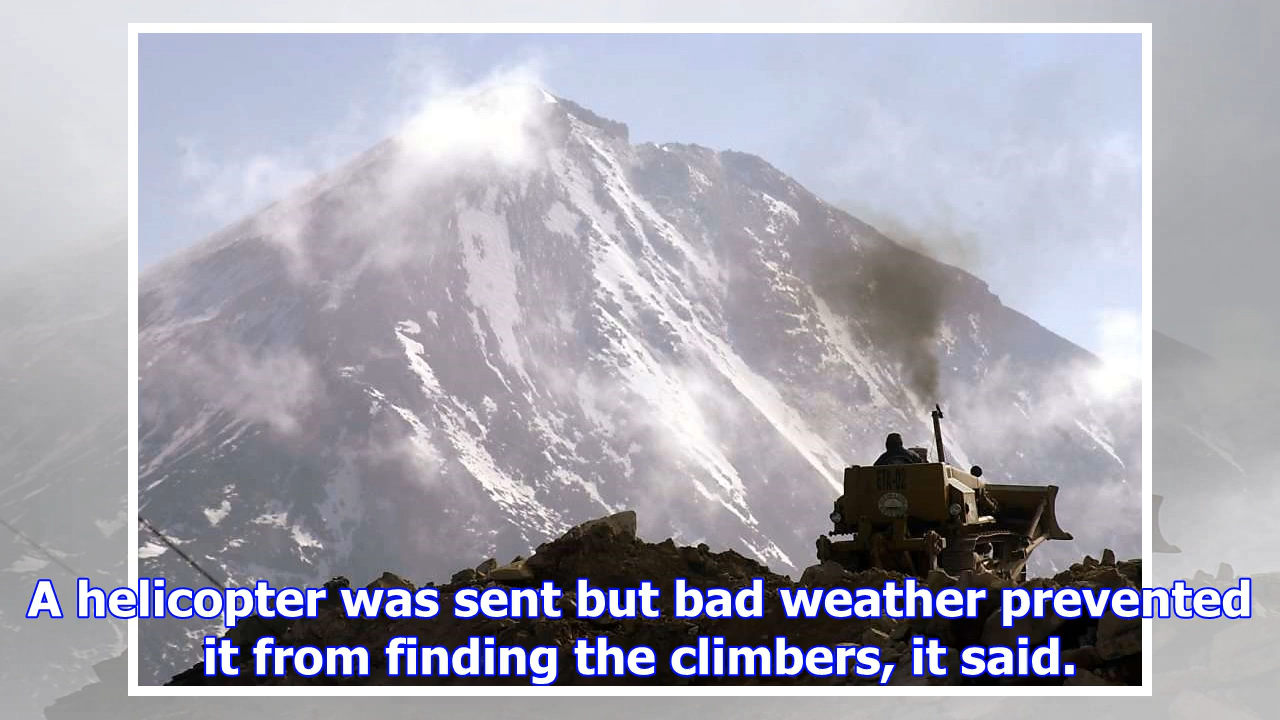 A helicopter was sent but bad weather prevented
it from finding the climbers, it said.